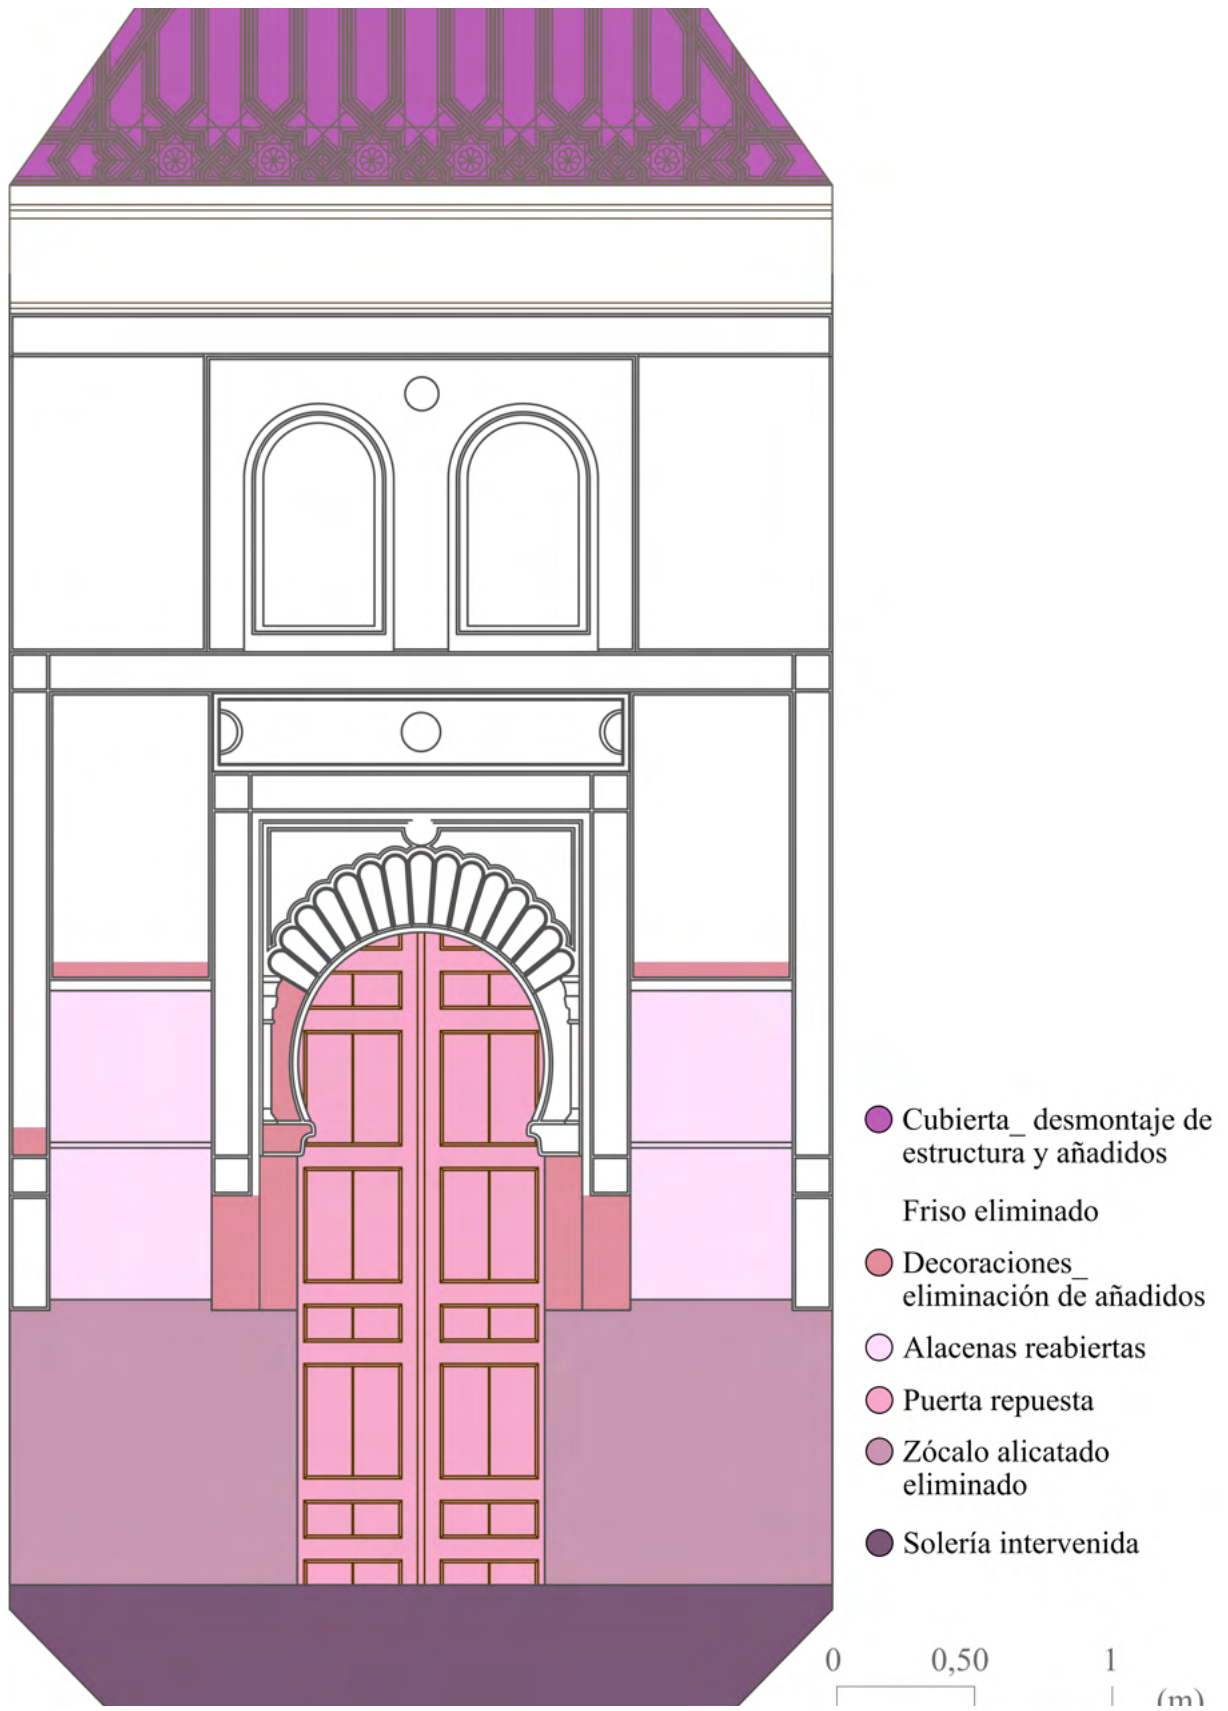 Cubierta_ desmontaje de
estructura y añadidos
Friso eliminado
Decoraciones_
eliminación de añadidos
Alacenas reabiertas
Puerta repuesta
Zócalo alicatado
eliminado
Solería intervenida
0 0,50 1
(m)